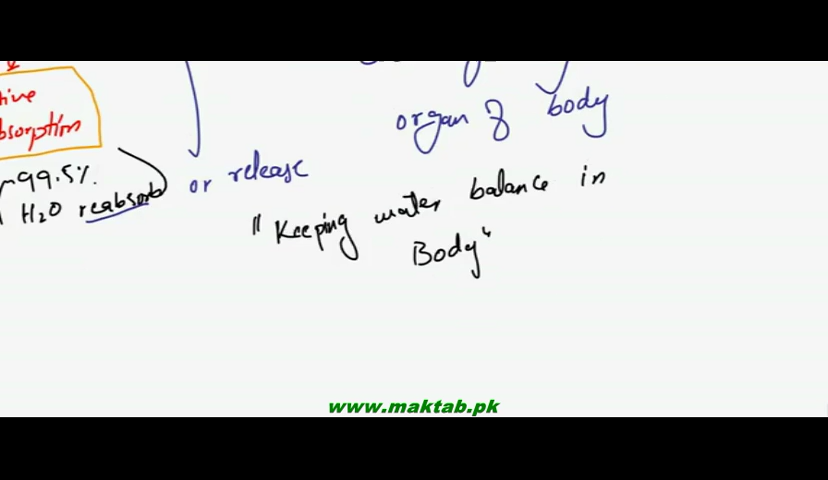 organ of body
tive
bsorption
or release
~99.5%.
H2O reabsorb
"Keeping water balance in
Body"
www.maktab.pk